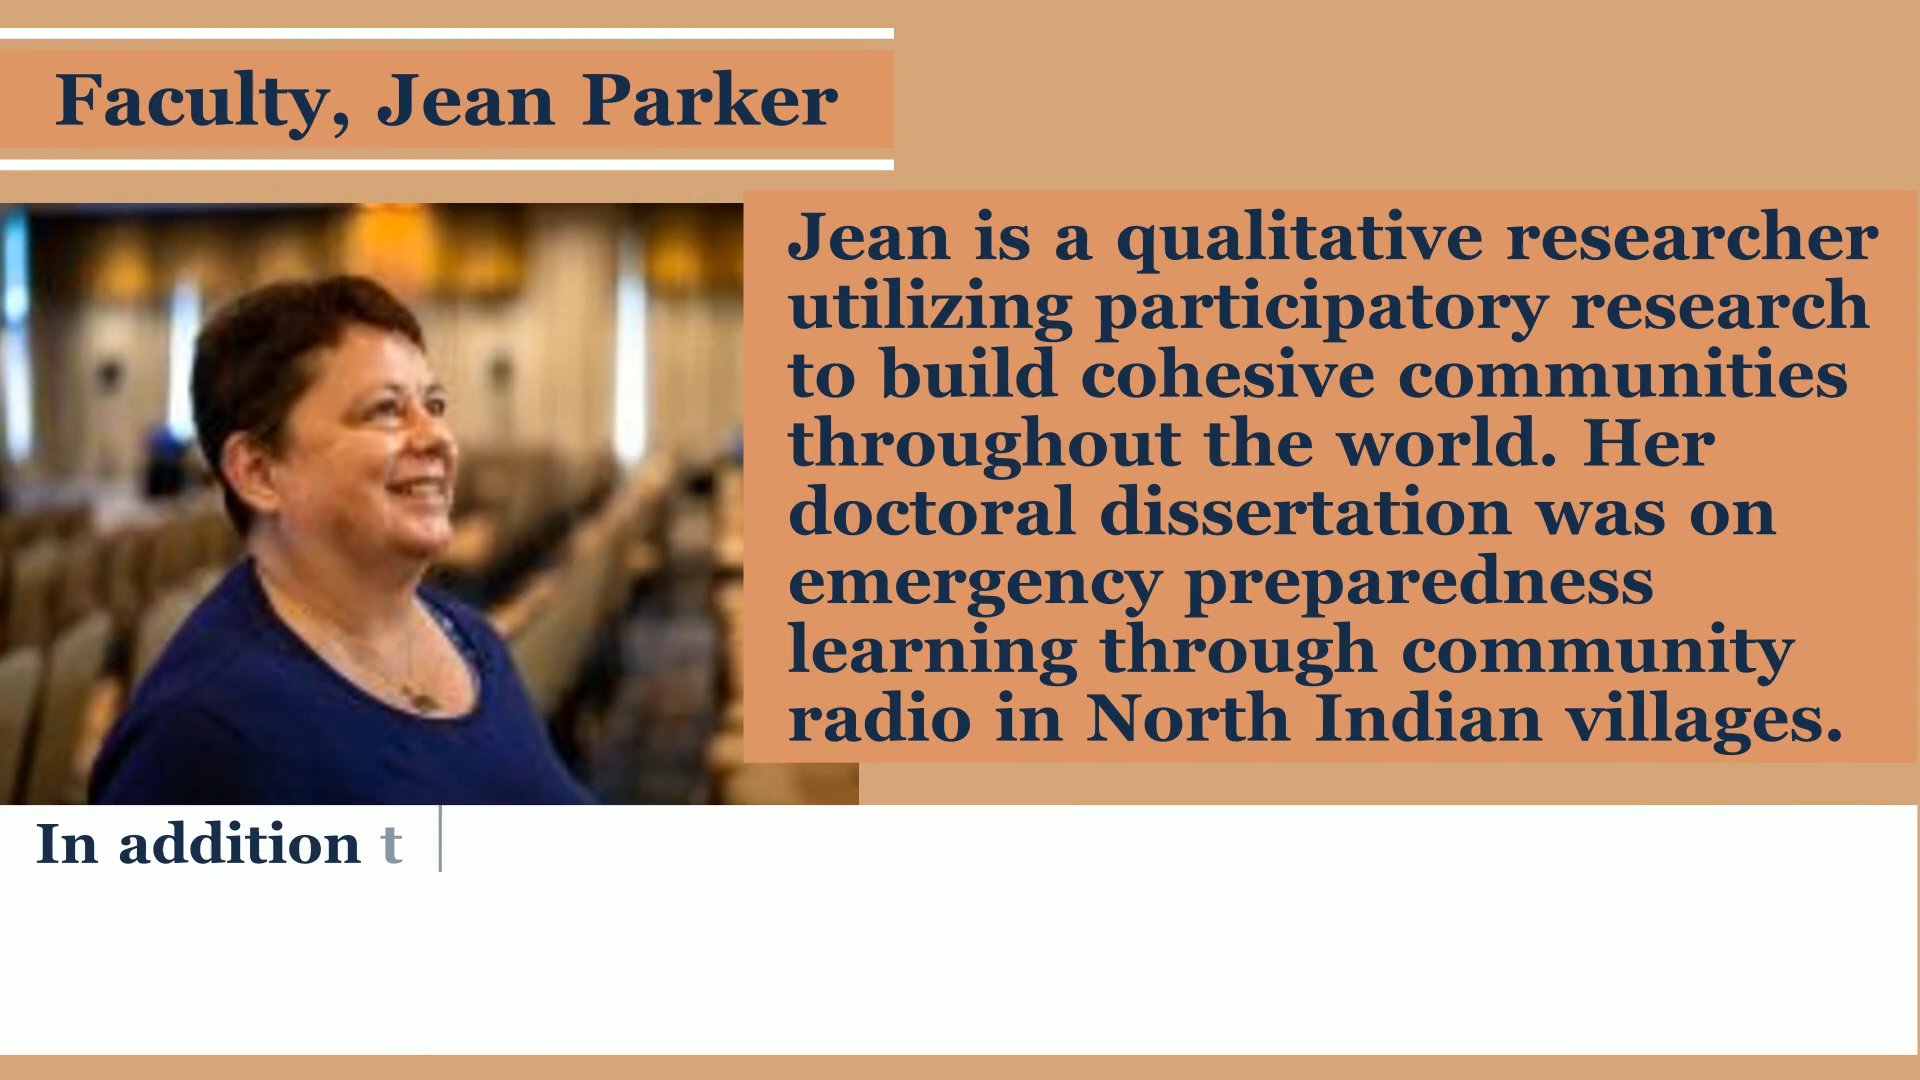 Faculty, Jean Parker
Jean is a qualitative researcher
utilizing participatory research
to build cohesive communities
throughout the world. Her
doctoral dissertation was on
emergency preparedness
learning through community
radio in North Indian villages.
In addition t